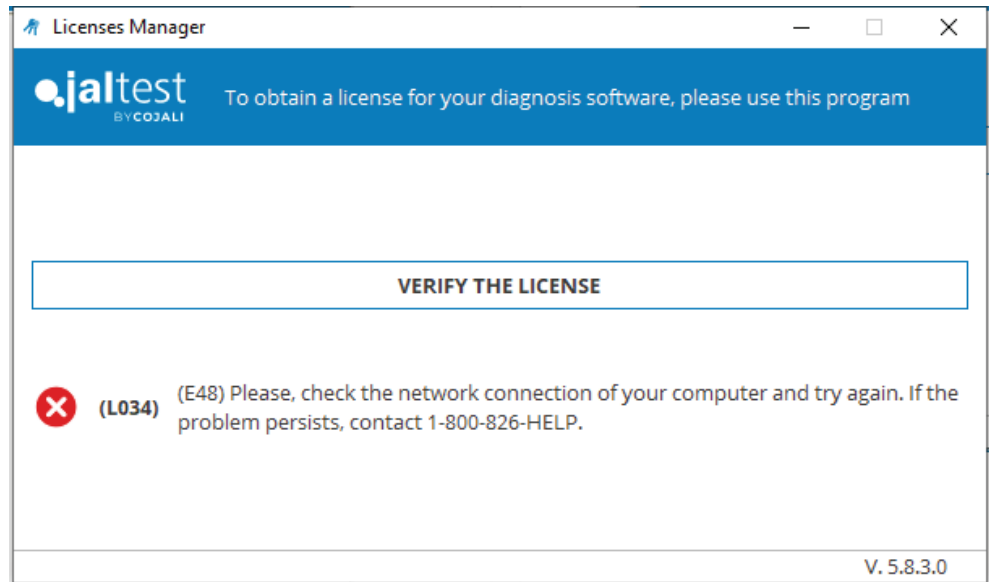 Licenses Manager
jaltest
BY COJALI
To obtain a license for your diagnosis software, please use this program
VERIFY THE LICENSE
(L034)
(E48) Please, check the network connection of your computer and try again. If the
problem persists, contact 1-800-826-HELP.
V. 5.8.3.0